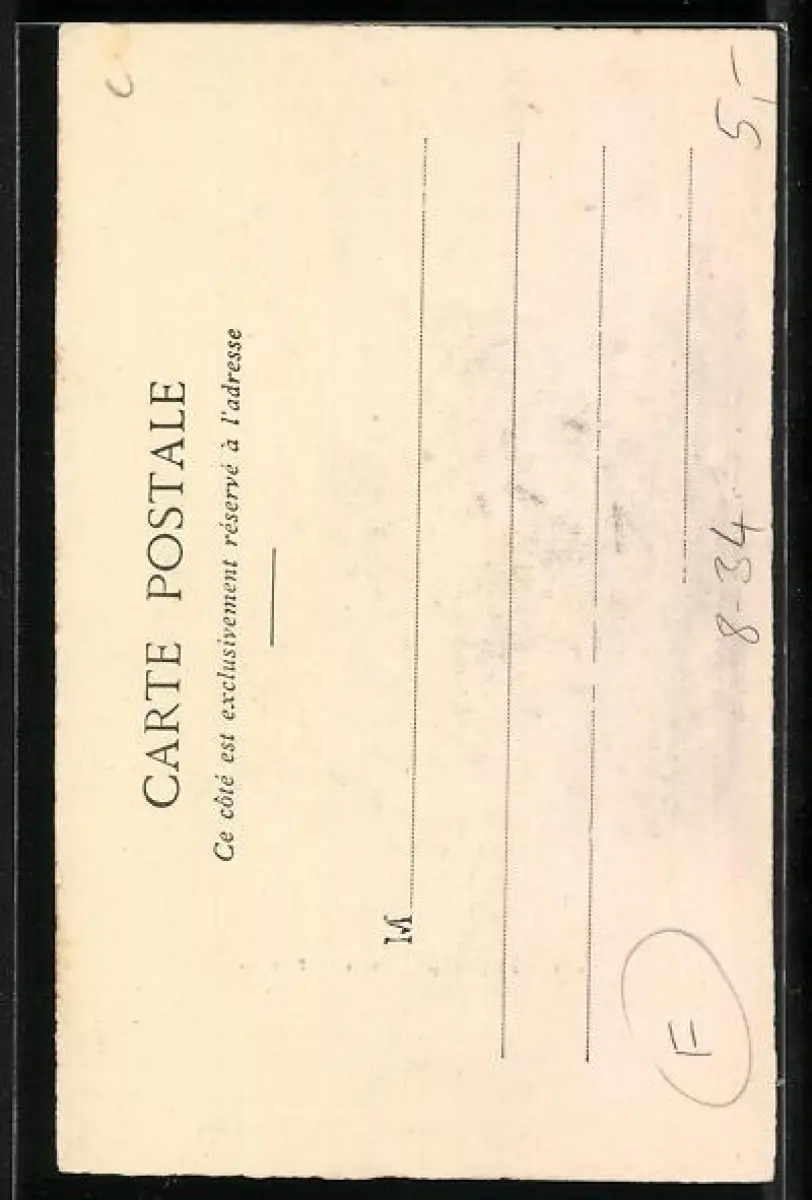 CARTE POSTALE
Ce côté est exclusivement réservé à l'adresse
M
F
8-34
5,-